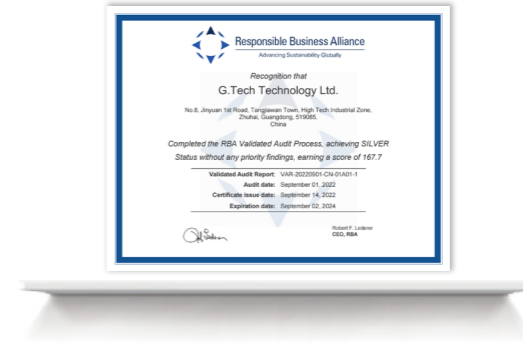 Responsible Business Alliance
Advancing Sustainability Globally
Recognition that
G.Tech Technology Ltd.
No.8, Jinyuan 1st Road, Tangjiawan Town, High Tech Industrial Zone,
Zhuhai, Guangdong, 519085,
China
Completed the RBA Validated Audit Process, achieving SILVER
Status without any priority findings, earning a score of 167.7
Validated Audit Report: VAR-20220901-CN-01A01-1
Audit date: September 01, 2022
Certificate issue date: September 14, 2022
Expiration date: September 02, 2024
Robert F. Lederer
CEO, RBA